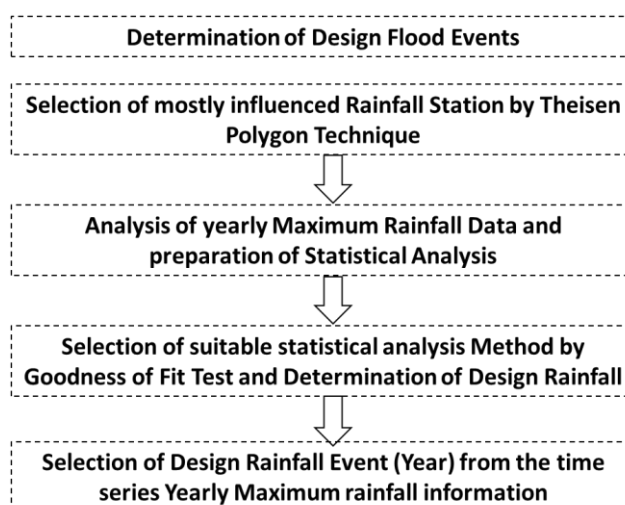 Determination of Design Flood Events
Selection of mostly influenced Rainfall Station by Theisen
Polygon Technique
Analysis of yearly Maximum Rainfall Data and
preparation of Statistical Analysis
Selection of suitable statistical analysis Method by
Goodness of Fit Test and Determination of Design Rainfall
Selection of Design Rainfall Event (Year) from the time
series Yearly Maximum rainfall information